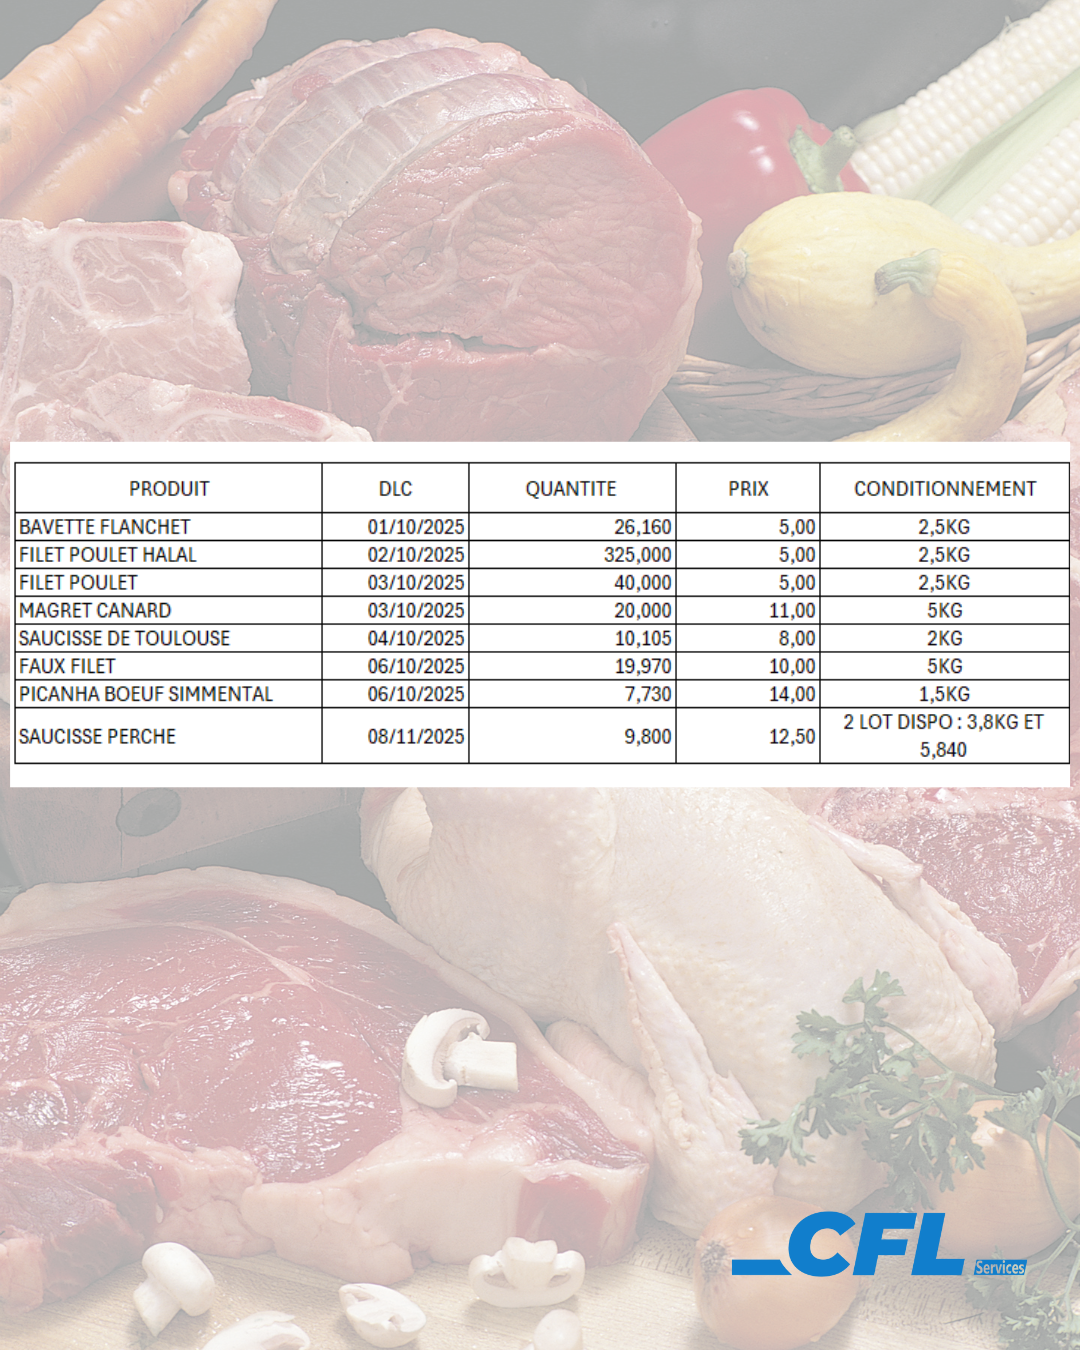 PRODUIT DLC QUANTITE PRIX CONDITIONNEMENT
BAVETTE FLANCHET 01/10/2025 26,160 5,00 2,5KG
FILET POULET HALAL 02/10/2025 325,000 5,00 2,5KG
FILET POULET 03/10/2025 40,000 5,00 2,5KG
MAGRET CANARD 03/10/2025 20,000 11,00 5KG
SAUCISSE DE TOULOUSE 04/10/2025 10,105 8,00 2KG
FAUX FILET 06/10/2025 19,970 10,00 5KG
PICANHA BOEUF SIMMENTAL 06/10/2025 7,730 14,00 1,5KG
SAUCISSE PERCHE 08/11/2025 9,800 12,50 2 LOT DISPO : 3,8KG ET
5,840
CFL Services